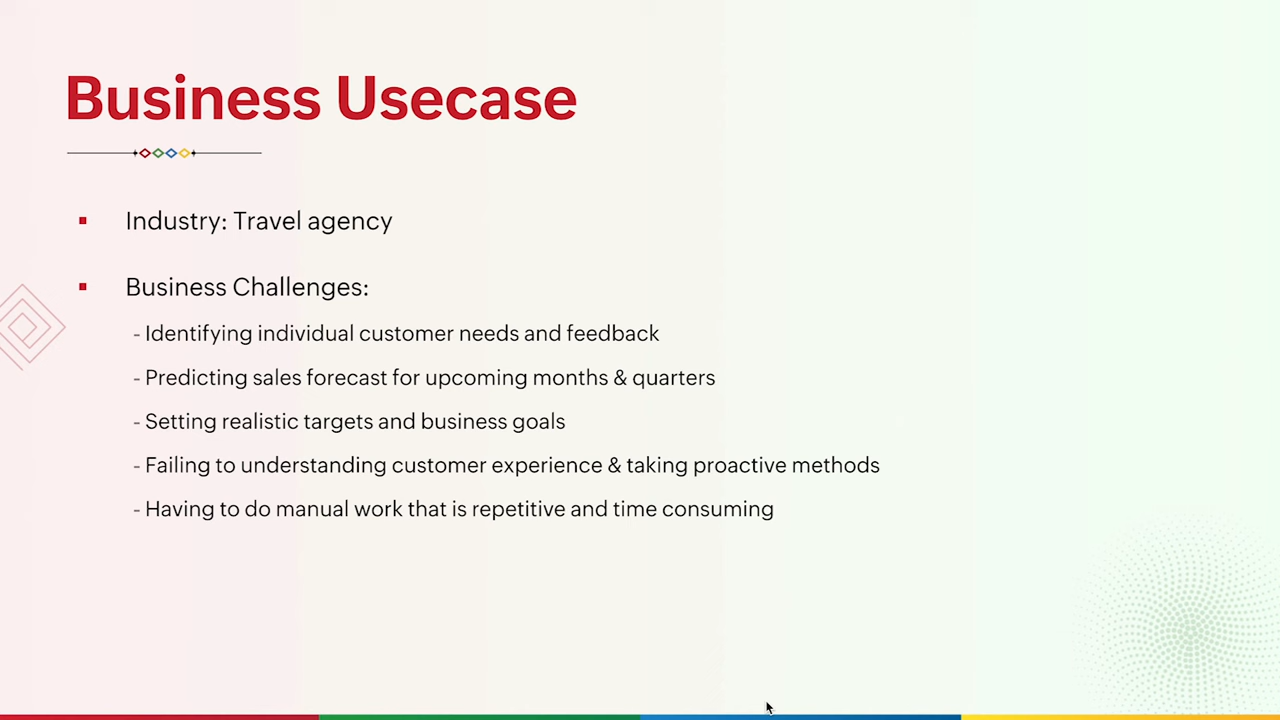 Business Usecase
Industry: Travel agency
Business Challenges:
- Identifying individual customer needs and feedback
- Predicting sales forecast for upcoming months & quarters
- Setting realistic targets and business goals
- Failing to understanding customer experience & taking proactive methods
- Having to do manual work that is repetitive and time consuming